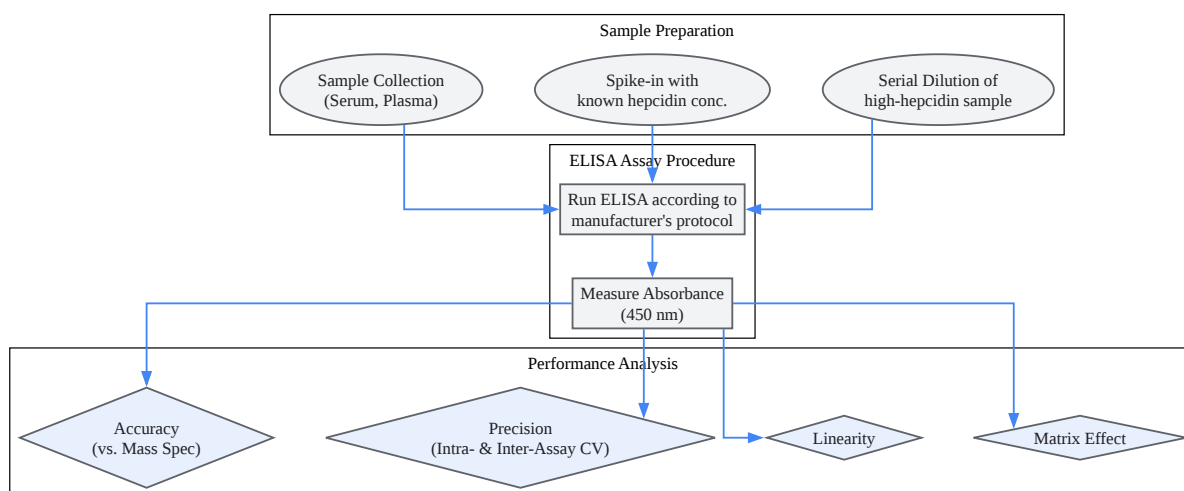 Sample Preparation
Sample Collection
(Serum, Plasma)
Spike-in with
known hepcidin conc.
Serial Dilution of
high-hepcidin sample
ELISA Assay Procedure
Run ELISA according to
manufacturer's protocol
Measure Absorbance
(450 nm)
Performance Analysis
Accuracy
(vs. Mass Spec)
Precision
(Intra- & Inter-Assay CV)
Linearity
Matrix Effect